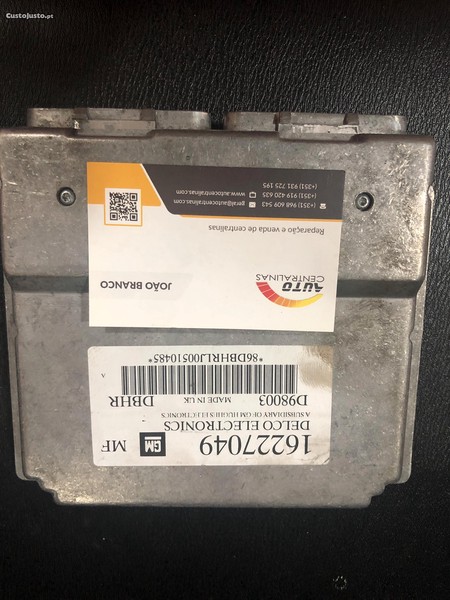 CustoJusto.pt
16227049
MF
GM
DELCO ELECTRONICS
A SUBSIDIARY OF GM HUGHES ELECTRONICS
MADE IN UK
D98003
DBHR
A
*86DBHRLJ00510485*
AUTO
CENTRALINAS
JOÃO BRANCO
Reparação e venda de centralinas
(+351) 968 609 543
geral@autocentralinas.com
(+351) 919 420 635
www.autocentralinas.com
(+351) 931 725 195